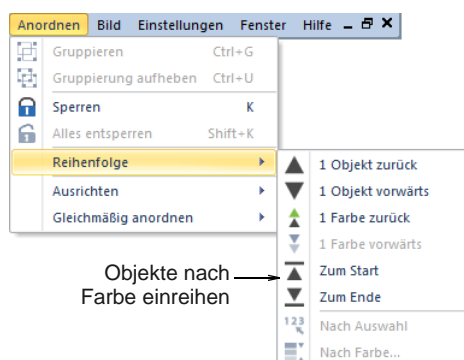 Anordnen Bild Einstellungen Fenster Hilfe
Gruppieren Ctrl+G
Gruppierung aufheben Ctrl+U
Sperren K
Alles entsperren Shift+K
Reihenfolge
Ausrichten
Gleichmäßig anordnen
1 Objekt zurück
1 Objekt vorwärts
1 Farbe zurück
1 Farbe vorwärts
Zum Start
Zum Ende
123 Nach Auswahl
Nach Farbe...
Objekte nach
Farbe einreihen